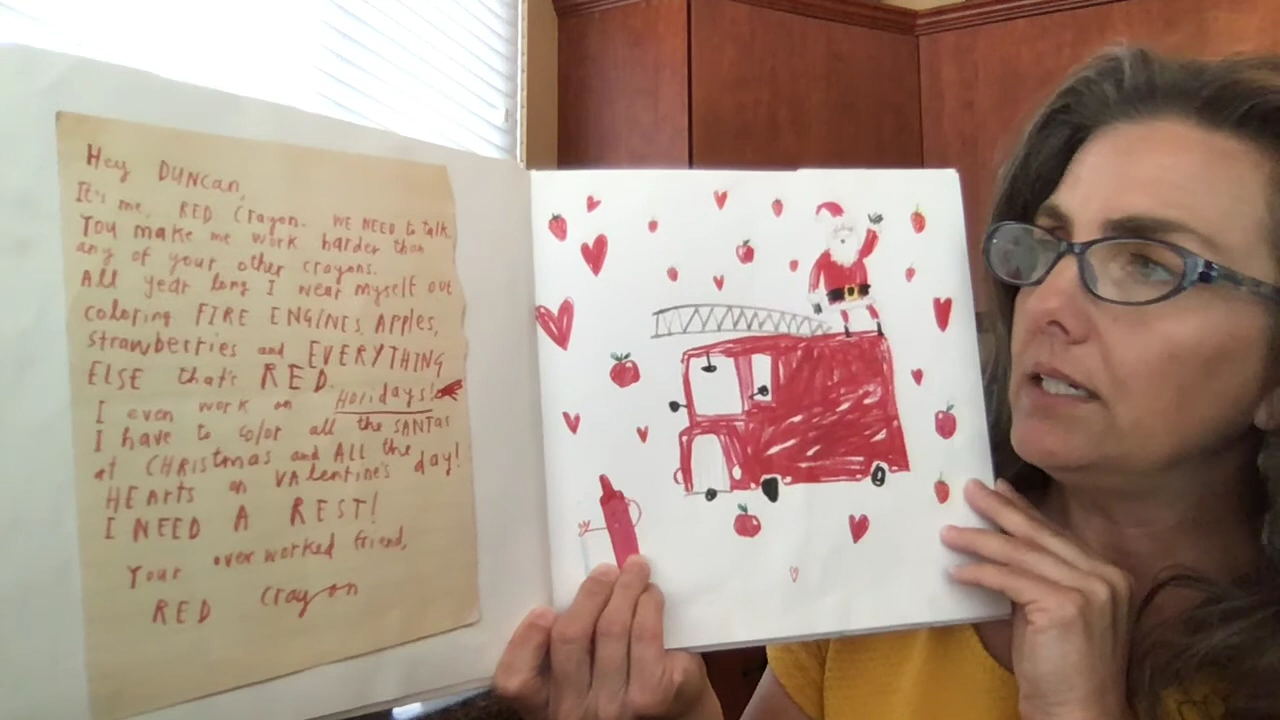 Hey DUNCan,
It's me, RED Crayon. WE NEED to talk.
You make me work harder than
any of your other crayons.
All year long I wear myself out
coloring FIRE ENGINES, Apples,
strawberries and EVERYTHING
ELSE that's RED.
I even work on Holidays!
I have to color all the SANTAs
at CHRIStmas and All the
HEArts on VAlentine's day!
I NEED A REST!
Your overworked friend,
RED Crayon